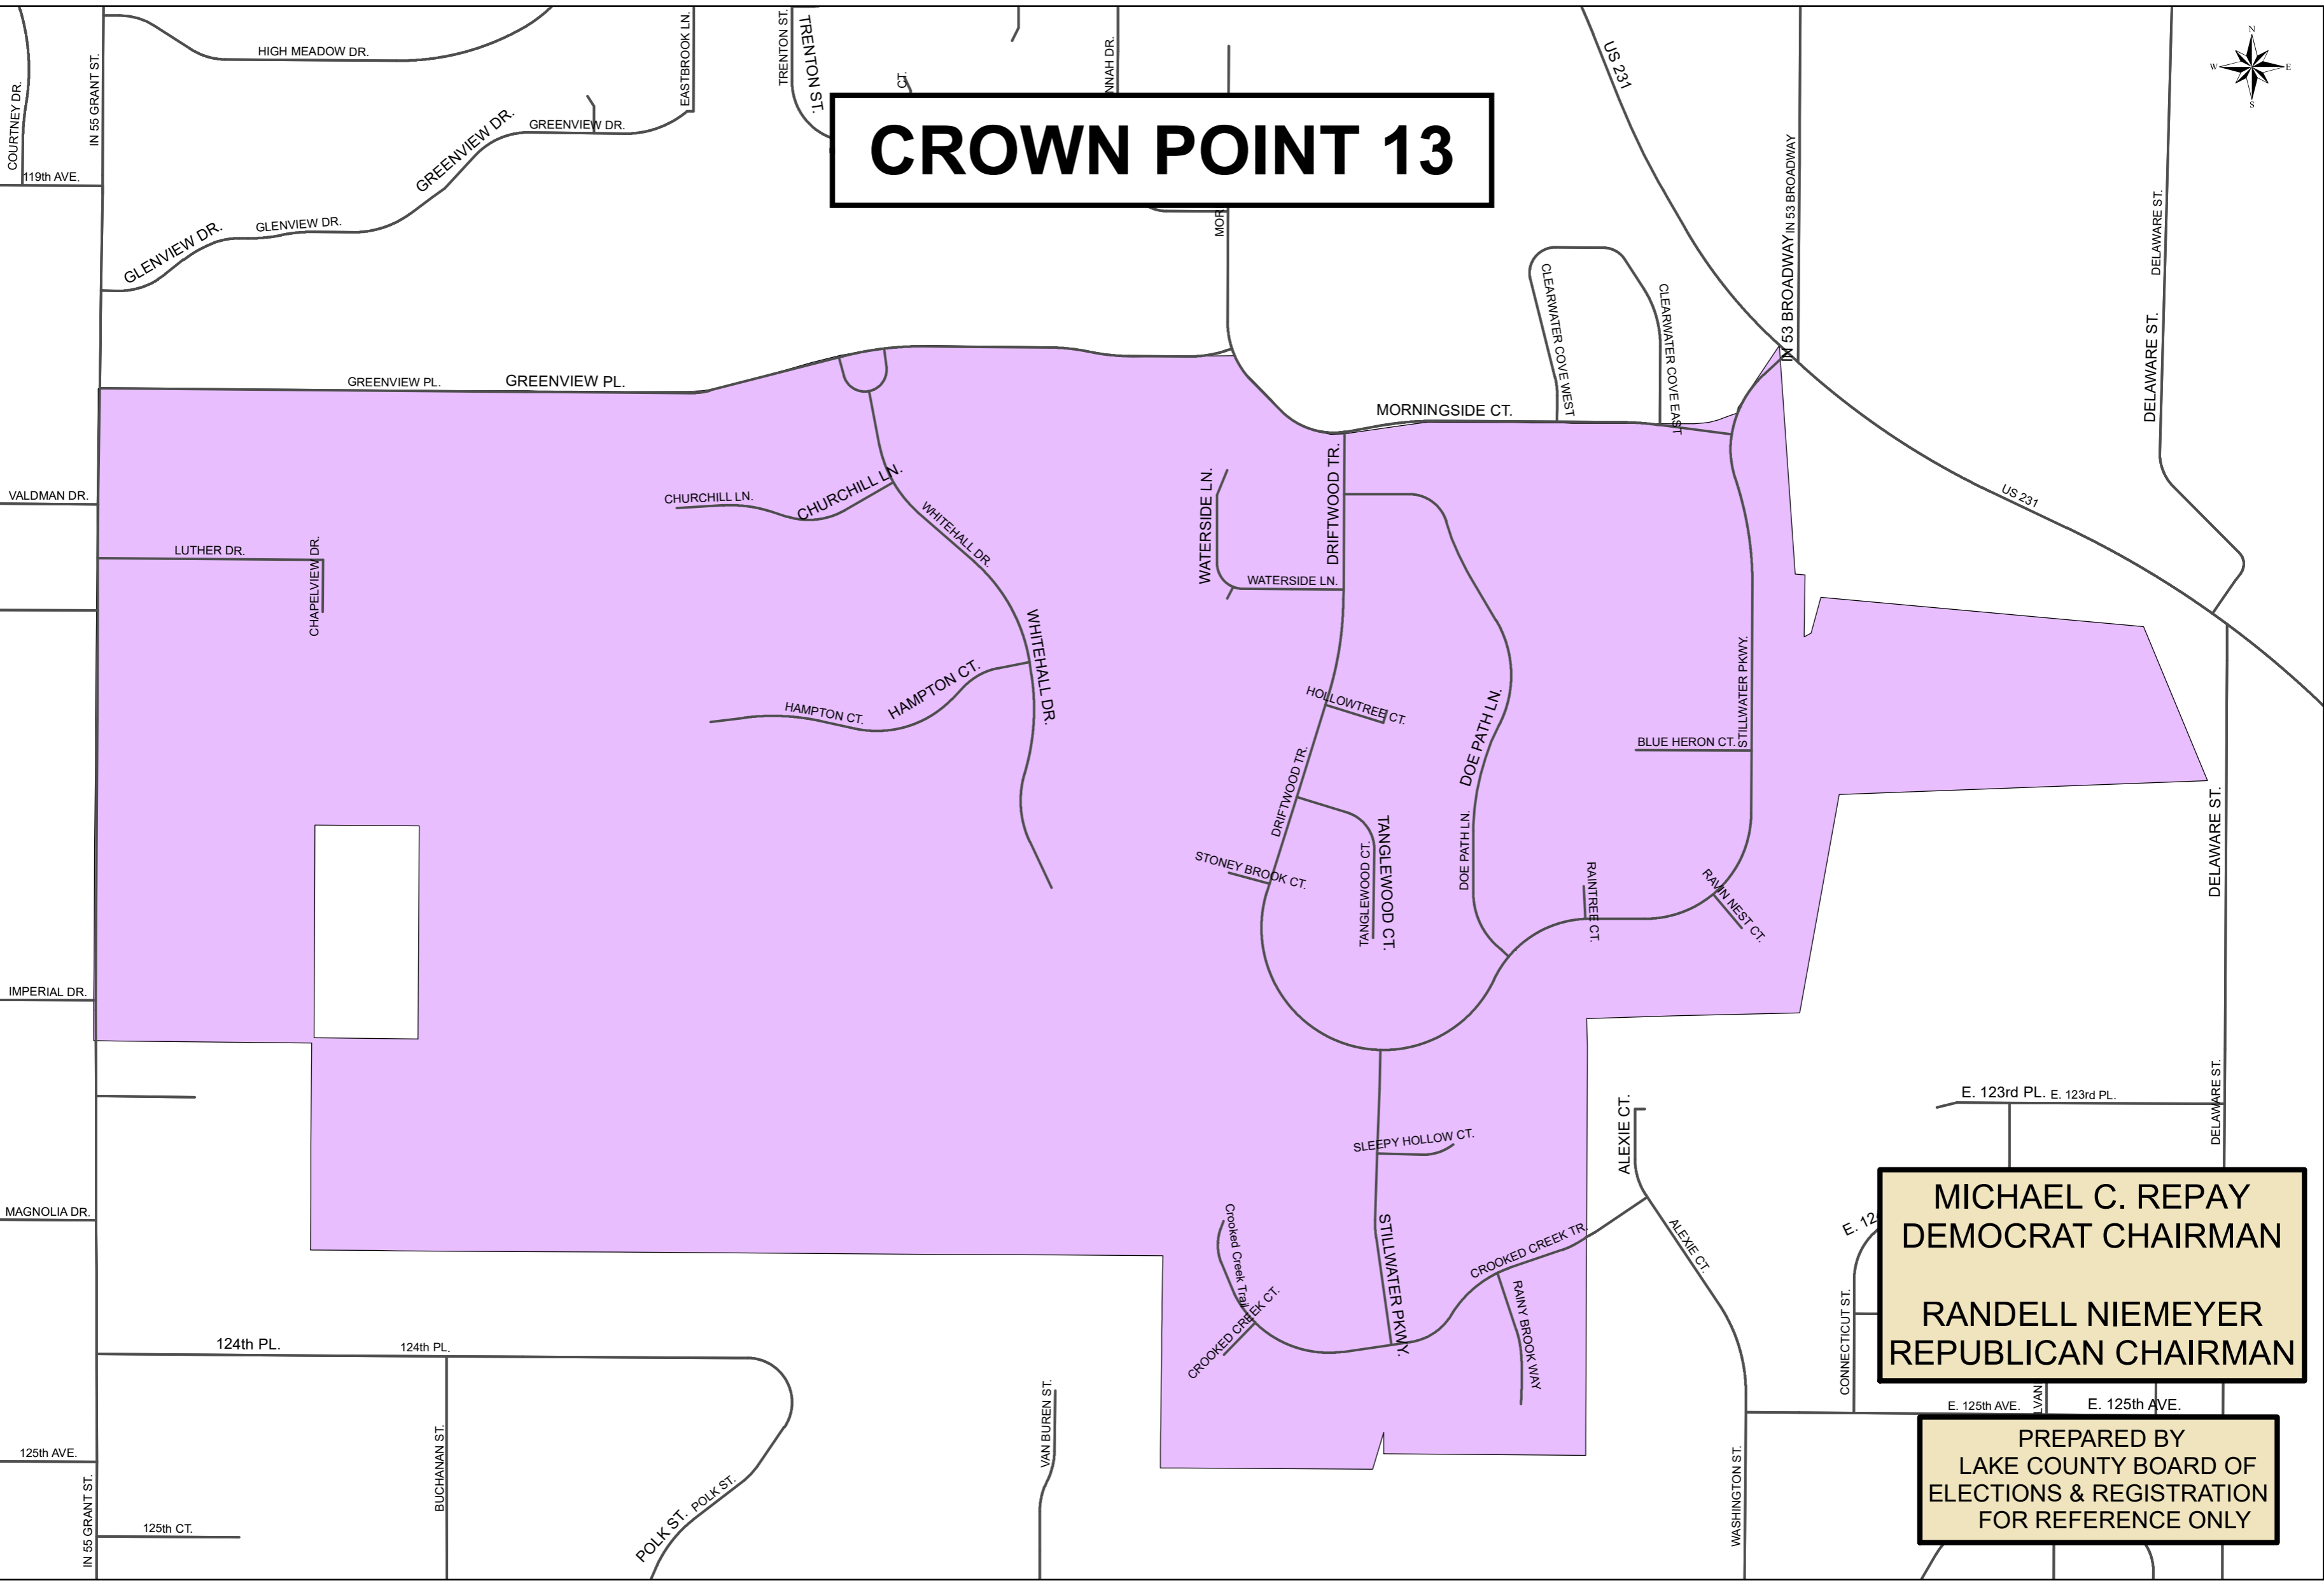 CROWN POINT 13
N
W
E
S
COURTNEY DR.
IN 55 GRANT ST.
HIGH MEADOW DR.
EASTBROOK LN.
TRENTON ST.
TRENTON ST.
CT.
NNAH DR.
US 231
119th AVE.
GREENVIEW DR.
GREENVIEW DR.
GLENVIEW DR.
GLENVIEW DR.
MOR
IN 53 BROADWAY
IN 53 BROADWAY
DELAWARE ST.
DELAWARE ST.
CLEARWATER COVE WEST
CLEARWATER COVE EAST
GREENVIEW PL.
GREENVIEW PL.
MORNINGSIDE CT.
VALDMAN DR.
LUTHER DR.
CHAPELVIEW DR.
CHURCHILL LN.
CHURCHILL LN.
WHITEHALL DR.
WHITEHALL DR.
WATERSIDE LN.
WATERSIDE LN.
DRIFTWOOD TR.
US 231
HAMPTON CT.
HAMPTON CT.
HOLLOWTREE CT.
DOE PATH LN.
DOE PATH LN.
STILLWATER PKWY.
BLUE HERON CT.
DRIFTWOOD TR.
TANGLEWOOD CT.
TANGLEWOOD CT.
STONEY BROOK CT.
RAINTREE CT.
RAVIN NEST CT.
DELAWARE ST.
IMPERIAL DR.
E. 123rd PL.
E. 123rd PL.
DELAWARE ST.
ALEXIE CT.
SLEEPY HOLLOW CT.
MAGNOLIA DR.
Crooked Creek Trail
CROOKED CREEK CT.
STILLWATER PKWY.
CROOKED CREEK TR.
RAINY BROOK WAY
ALEXIE CT.
E. 12
CONNECTICUT ST.
MICHAEL C. REPAY
DEMOCRAT CHAIRMAN
RANDELL NIEMEYER
REPUBLICAN CHAIRMAN
124th PL.
124th PL.
BUCHANAN ST.
VAN BUREN ST.
E. 125th AVE.
LVAN
E. 125th AVE.
125th AVE.
IN 55 GRANT ST.
125th CT.
POLK ST.
POLK ST.
WASHINGTON ST.
PREPARED BY
LAKE COUNTY BOARD OF
ELECTIONS & REGISTRATION
FOR REFERENCE ONLY